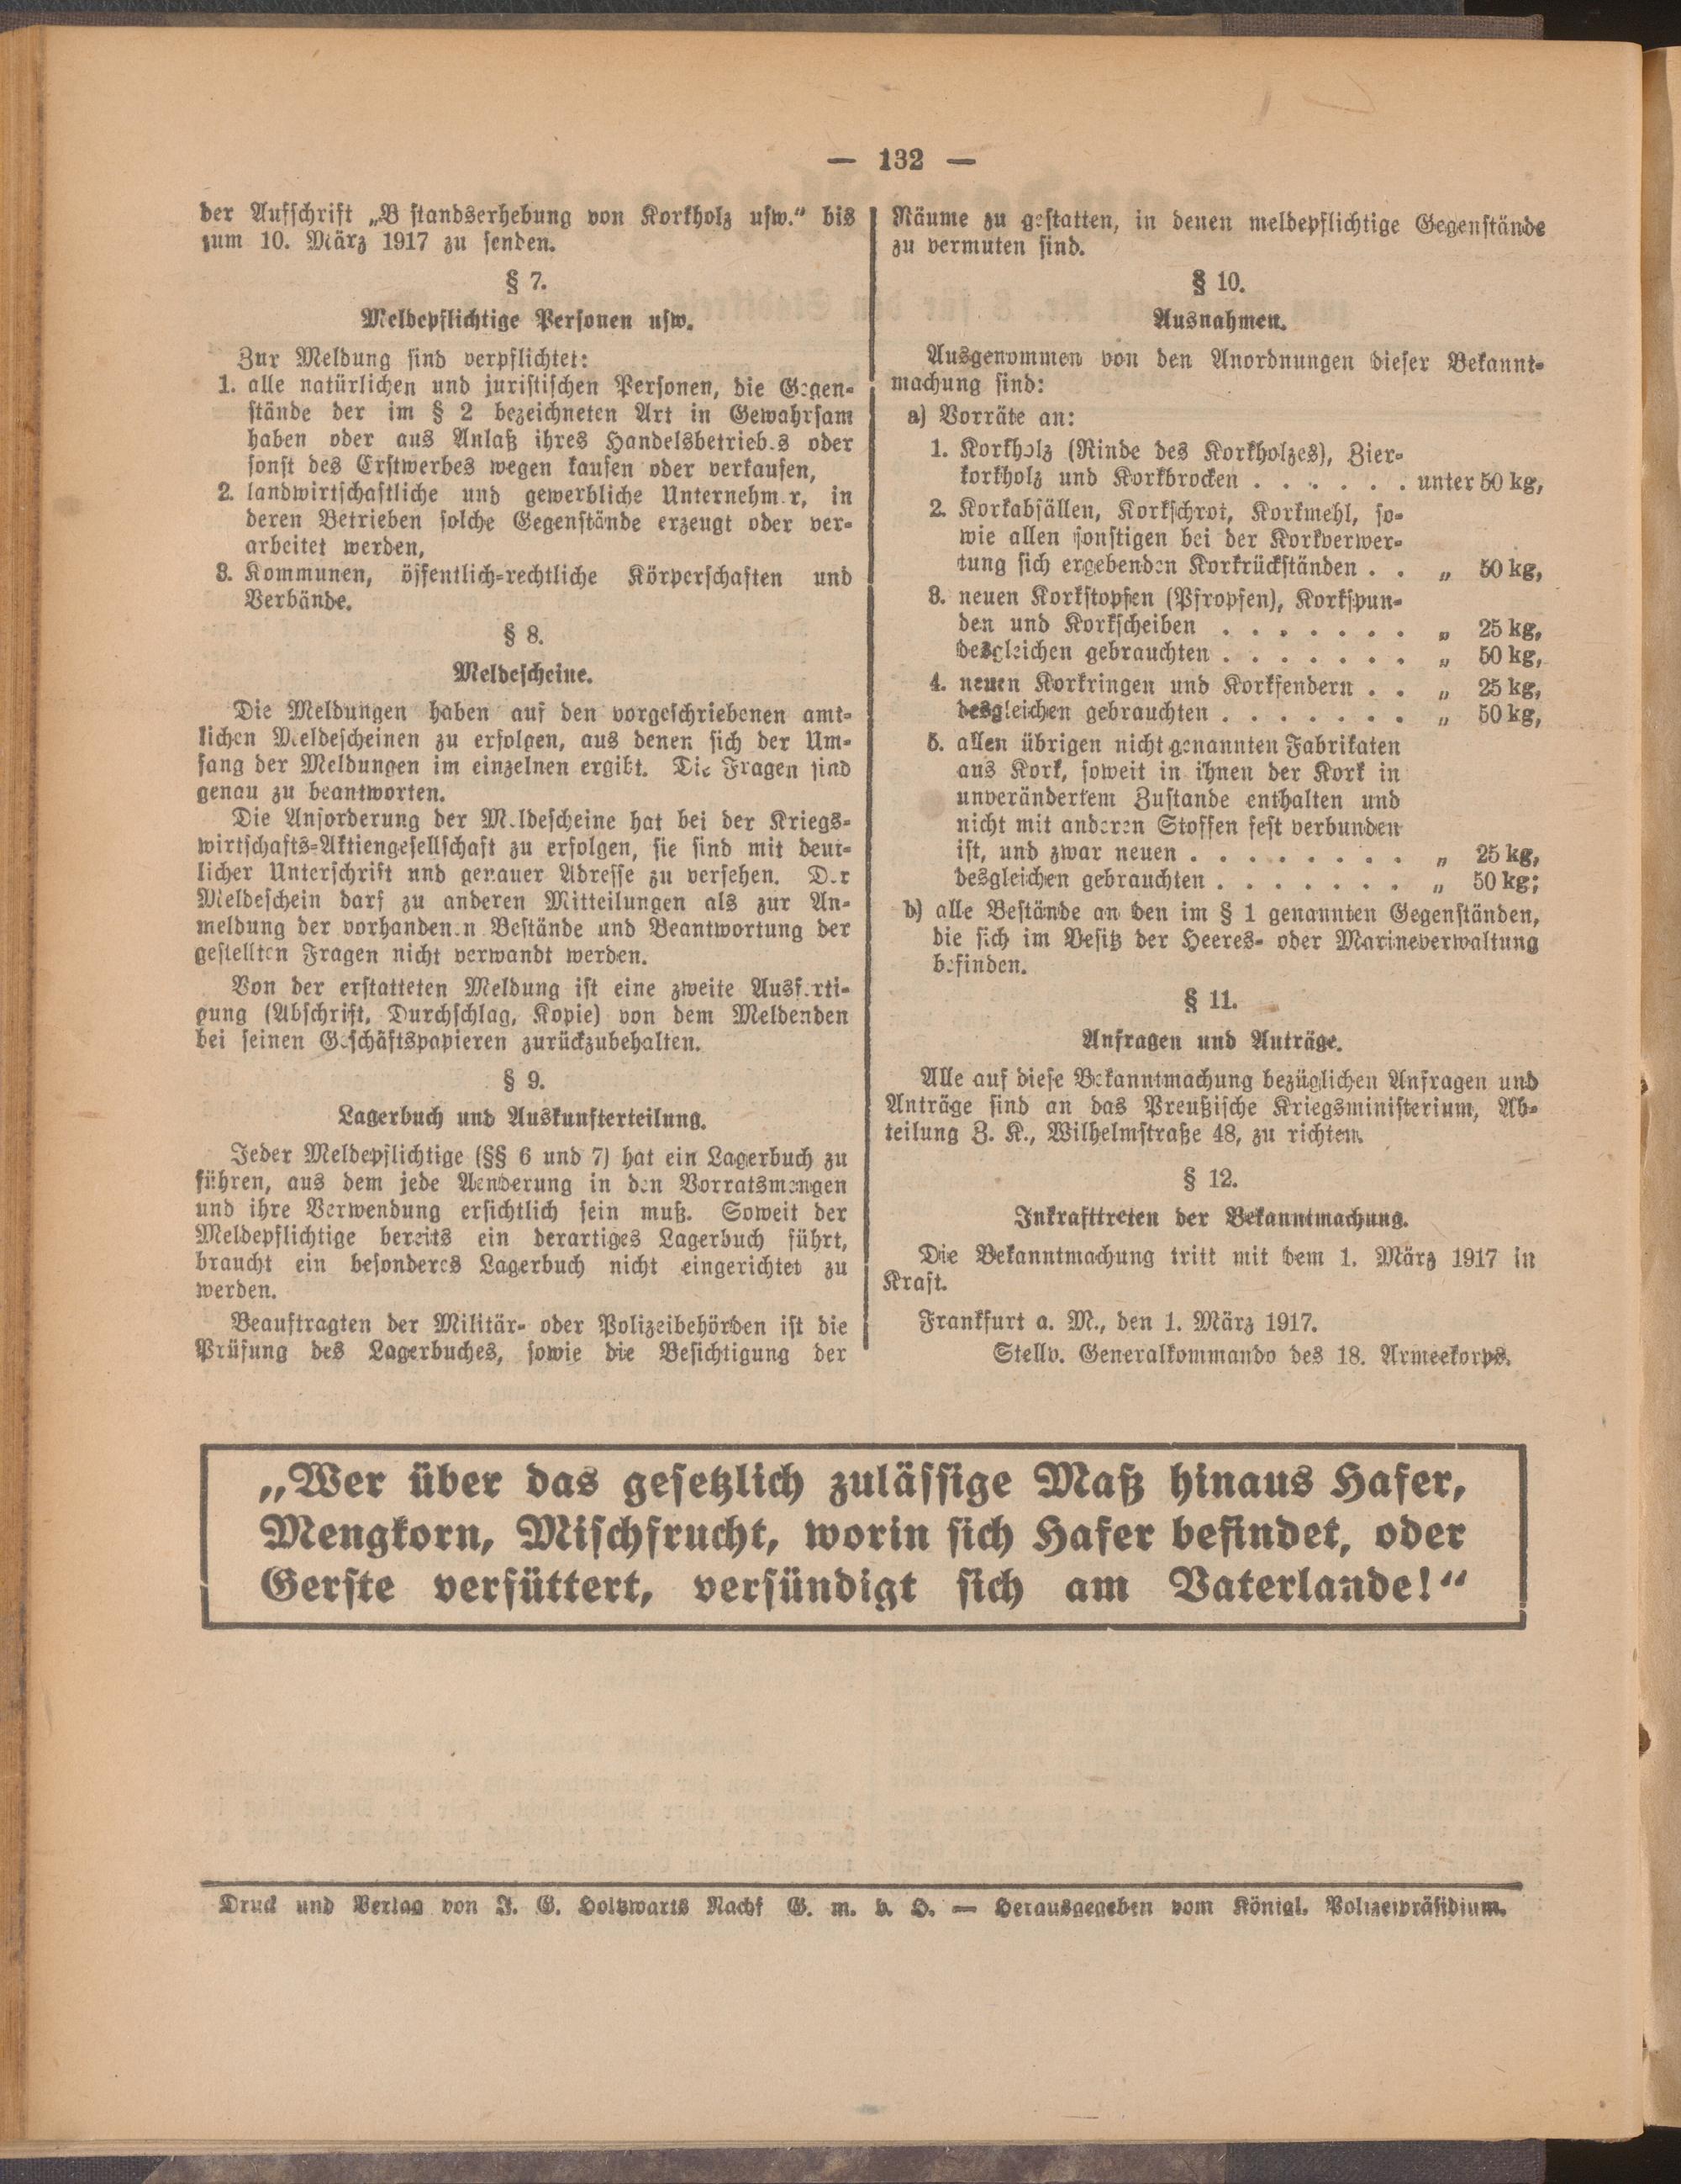 — 132 —
der Aufschrift „B standserhebung von Korkholz usw.“ bis
zum 10. März 1917 zu senden.
§ 7.
Meldepflichtige Personen usw.
Zur Meldung sind verpflichtet:
1. alle natürlichen und juristischen Personen, die Gegen-
stände der im § 2 bezeichneten Art in Gewahrsam
haben oder aus Anlaß ihres Handelsbetriebes oder
sonst des Erstwerbes wegen kaufen oder verkaufen,
2. landwirtschaftliche und gewerbliche Unternehmer, in
deren Betrieben solche Gegenstände erzeugt oder ver-
arbeitet werden,
3. Kommunen, öffentlich-rechtliche Körperschaften und
Verbände.
§ 8.
Meldescheine.
Die Meldungen haben auf den vorgeschriebenen amt-
lichen Meldescheinen zu erfolgen, aus denen sich der Um-
fang der Meldungen im einzelnen ergibt. Die Fragen sind
genau zu beantworten.
Die Anforderung der Meldescheine hat bei der Kriegs-
wirtschafts-Aktiengesellschaft zu erfolgen, sie sind mit deut-
licher Unterschrift und genauer Adresse zu versehen. Der
Meldeschein darf zu anderen Mitteilungen als zur An-
meldung der vorhandenen Bestände und Beantwortung der
gestellten Fragen nicht verwandt werden.
Von der erstatteten Meldung ist eine zweite Ausferti-
gung (Abschrift, Durchschlag, Kopie) von dem Meldenden
bei seinen Geschäftspapieren zurückzubehalten.
§ 9.
Lagerbuch und Auskunfterteilung.
Jeder Meldepflichtige (§§ 6 und 7) hat ein Lagerbuch zu
führen, aus dem jede Aenderung in den Vorratsmengen
und ihre Verwendung ersichtlich sein muß. Soweit der
Meldepflichtige bereits ein derartiges Lagerbuch führt,
braucht ein besonderes Lagerbuch nicht eingerichtet zu
werden.
Beauftragten der Militär- oder Polizeibehörden ist die
Prüfung des Lagerbuches, sowie die Besichtigung der
Räume zu gestatten, in denen meldepflichtige Gegenstände
zu vermuten sind.
§ 10.
Ausnahmen.
Ausgenommen von den Anordnungen dieser Bekannt-
machung sind:
a) Vorräte an:
1. Korkholz (Rinde des Korkholzes), Zier-
korkholz und Korkbrocken . . . . . . unter 50 kg,
2. Korkabfällen, Korkschrot, Korkmehl, so-
wie allen sonstigen bei der Korkverwer-
tung sich ergebenden Korkrückständen . . „ 50 kg,
3. neuen Korkstopfen (Pfropfen), Korkspun-
den und Korkscheiben . . . . . . . „ 25 kg,
desgleichen gebrauchten . . . . . . . „ 50 kg,
4. neuen Korkringen und Korkfendern . . „ 25 kg,
desgleichen gebrauchten . . . . . . . „ 50 kg,
5. allen übrigen nicht genannten Fabrikaten
aus Kork, soweit in ihnen der Kork in
unverändertem Zustande enthalten und
nicht mit anderen Stoffen fest verbunden
ist, und zwar neuen . . . . . . . . „ 25 kg,
desgleichen gebrauchten . . . . . . . „ 50 kg;
b) alle Bestände an den im § 1 genannten Gegenständen,
die sich im Besitz der Heeres- oder Marineverwaltung
befinden.
§ 11.
Anfragen und Anträge.
Alle auf diese Bekanntmachung bezüglichen Anfragen und
Anträge sind an das Preußische Kriegsministerium, Ab-
teilung Z. K., Wilhelmstraße 48, zu richten.
§ 12.
Inkrafttreten der Bekanntmachung.
Die Bekanntmachung tritt mit dem 1. März 1917 in
Kraft.
Frankfurt a. M., den 1. März 1917.
Stellv. Generalkommando des 18. Armeekorps.
„Wer über das gesetzlich zulässige Maß hinaus Hafer,
Mengkorn, Mischfrucht, worin sich Hafer befindet, oder
Gerste verfüttert, versündigt sich am Vaterlande!“
Druck und Verlag von J. G. Holtzwarts Nachf G. m. b. H. — Herausgegeben vom Königl. Polizeipräsidium.